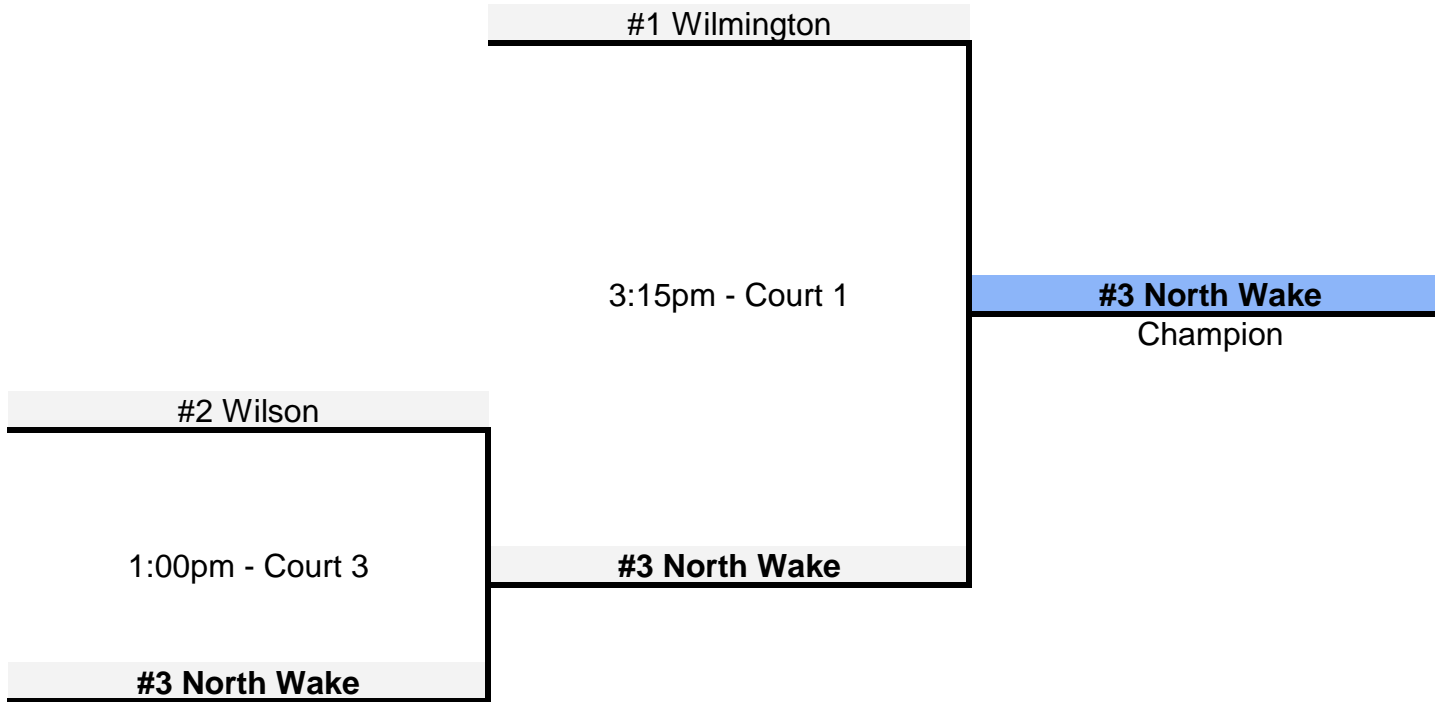 #1 Wilmington
3:15pm - Court 1
#3 North Wake
Champion
#2 Wilson
1:00pm - Court 3
#3 North Wake
#3 North Wake